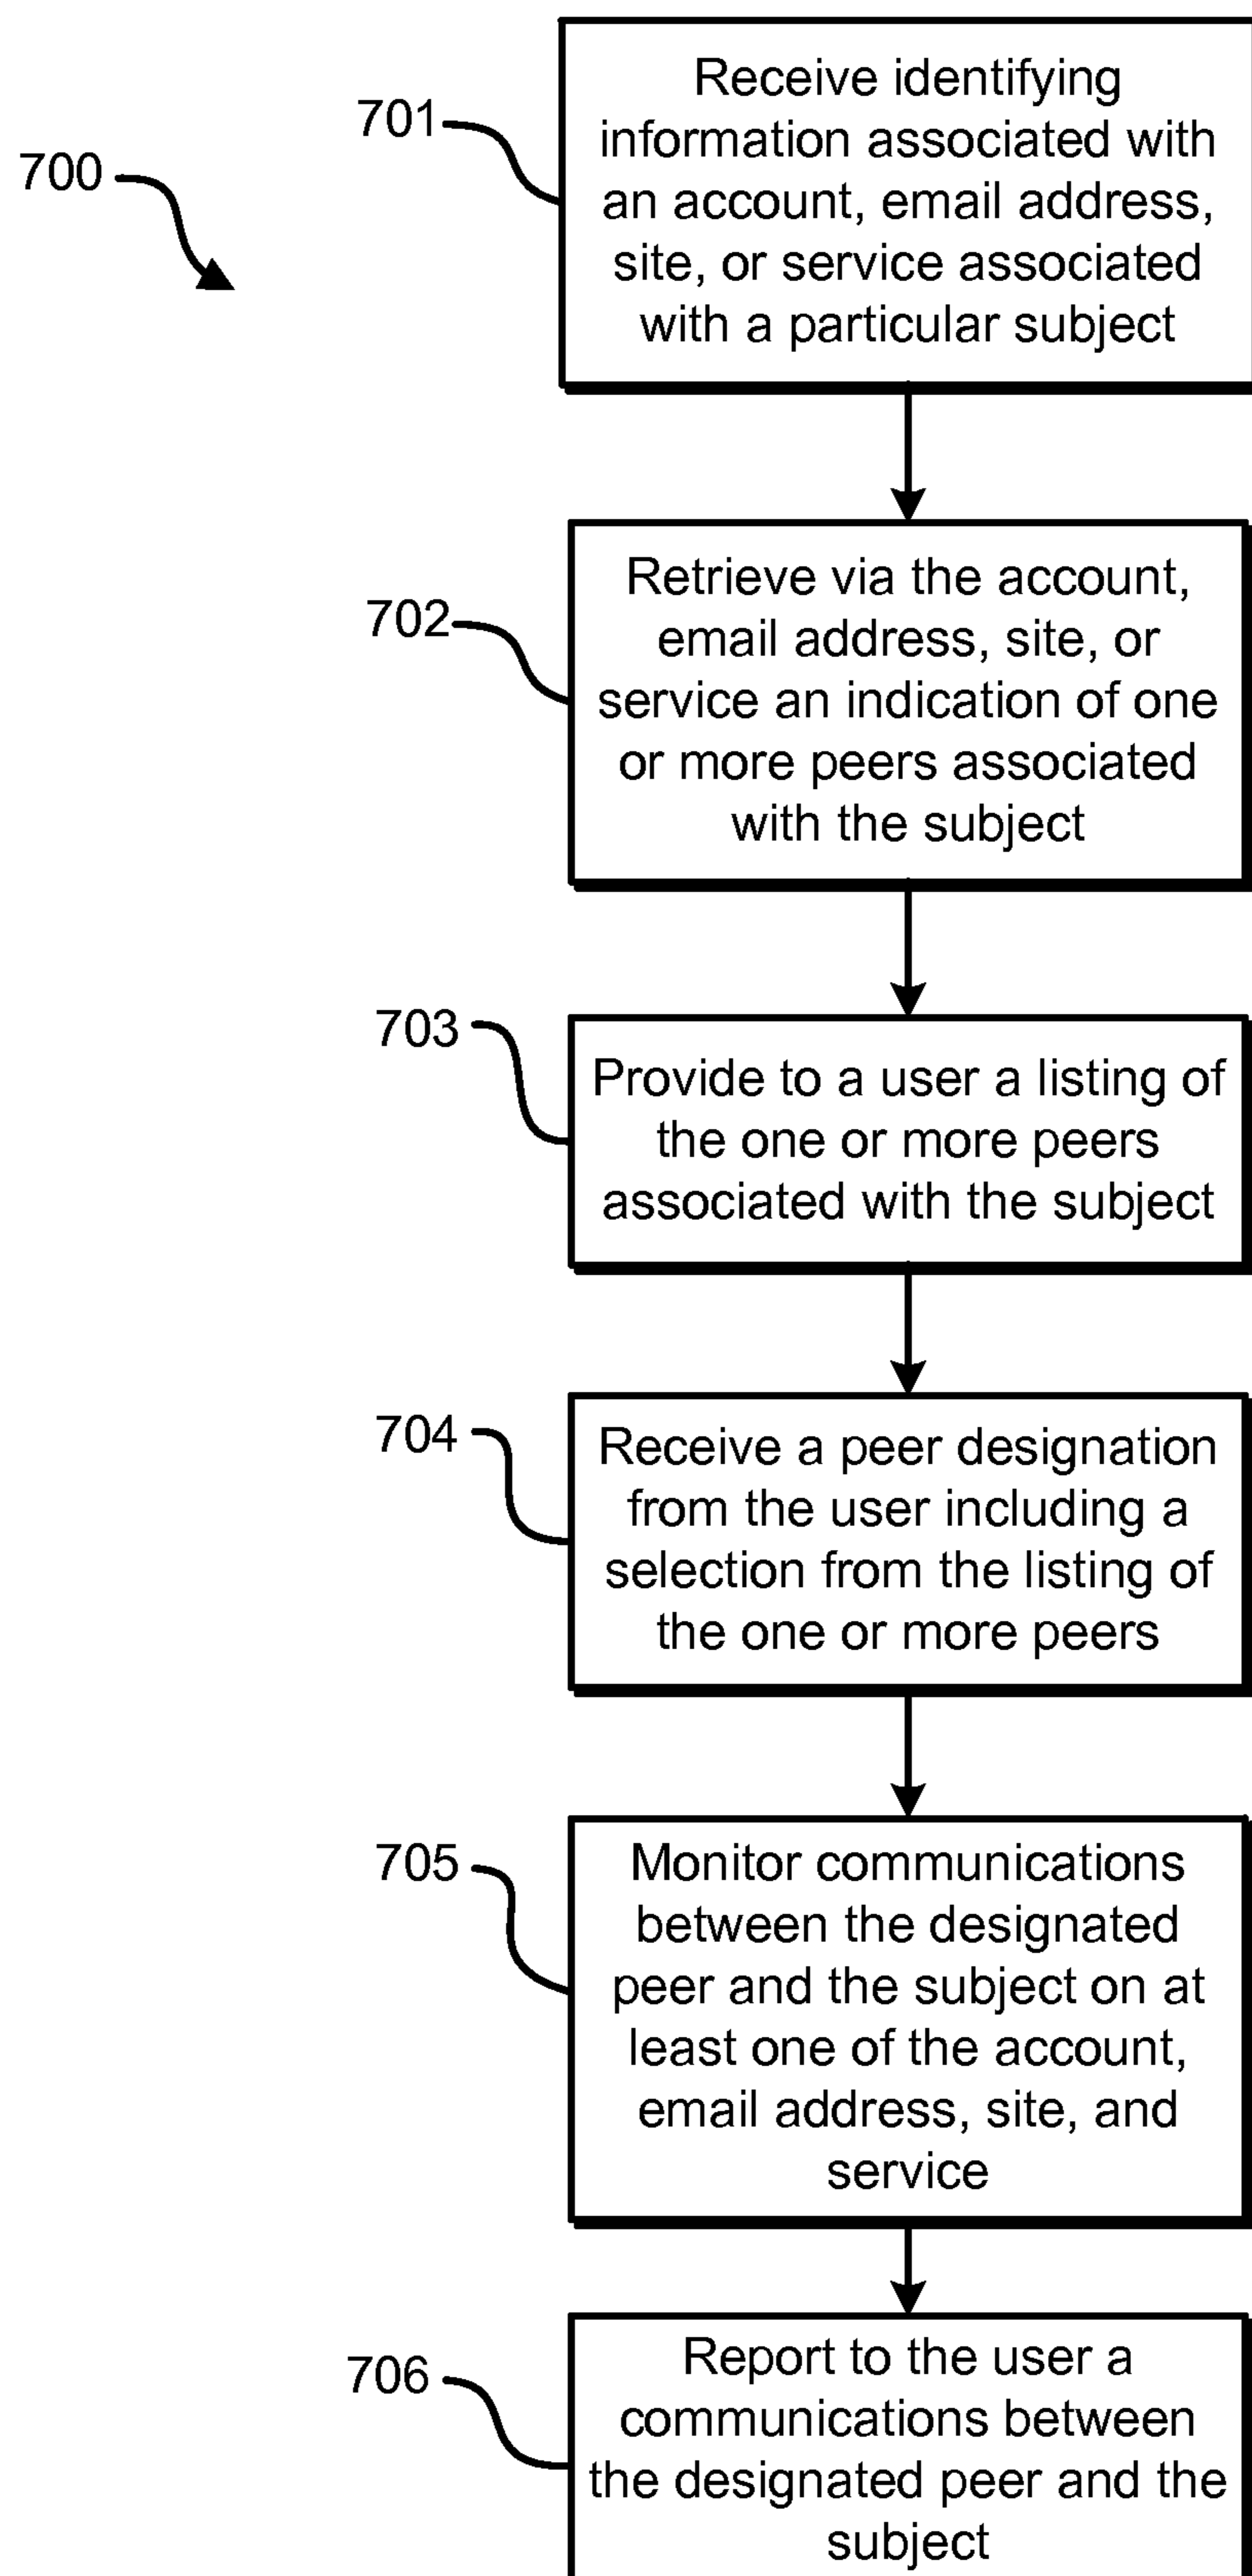 700
701
Receive identifying
information associated with
an account, email address,
site, or service associated
with a particular subject
702
Retrieve via the account,
email address, site, or
service an indication of one
or more peers associated
with the subject
703
Provide to a user a listing of
the one or more peers
associated with the subject
704
Receive a peer designation
from the user including a
selection from the listing of
the one or more peers
705
Monitor communications
between the designated
peer and the subject on at
least one of the account,
email address, site, and
service
706
Report to the user a
communications between
the designated peer and the
subject